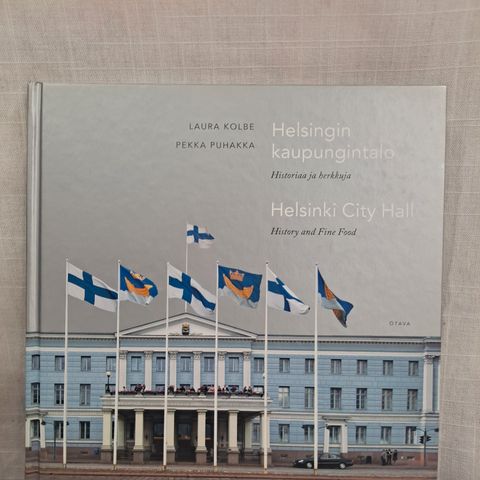 LAURA KOLBE
PEKKA PUHAKKA
Helsingin
kaupungintalo
Historiaa ja herkkuja
Helsinki City Hall
History and Fine Food
OTAVA